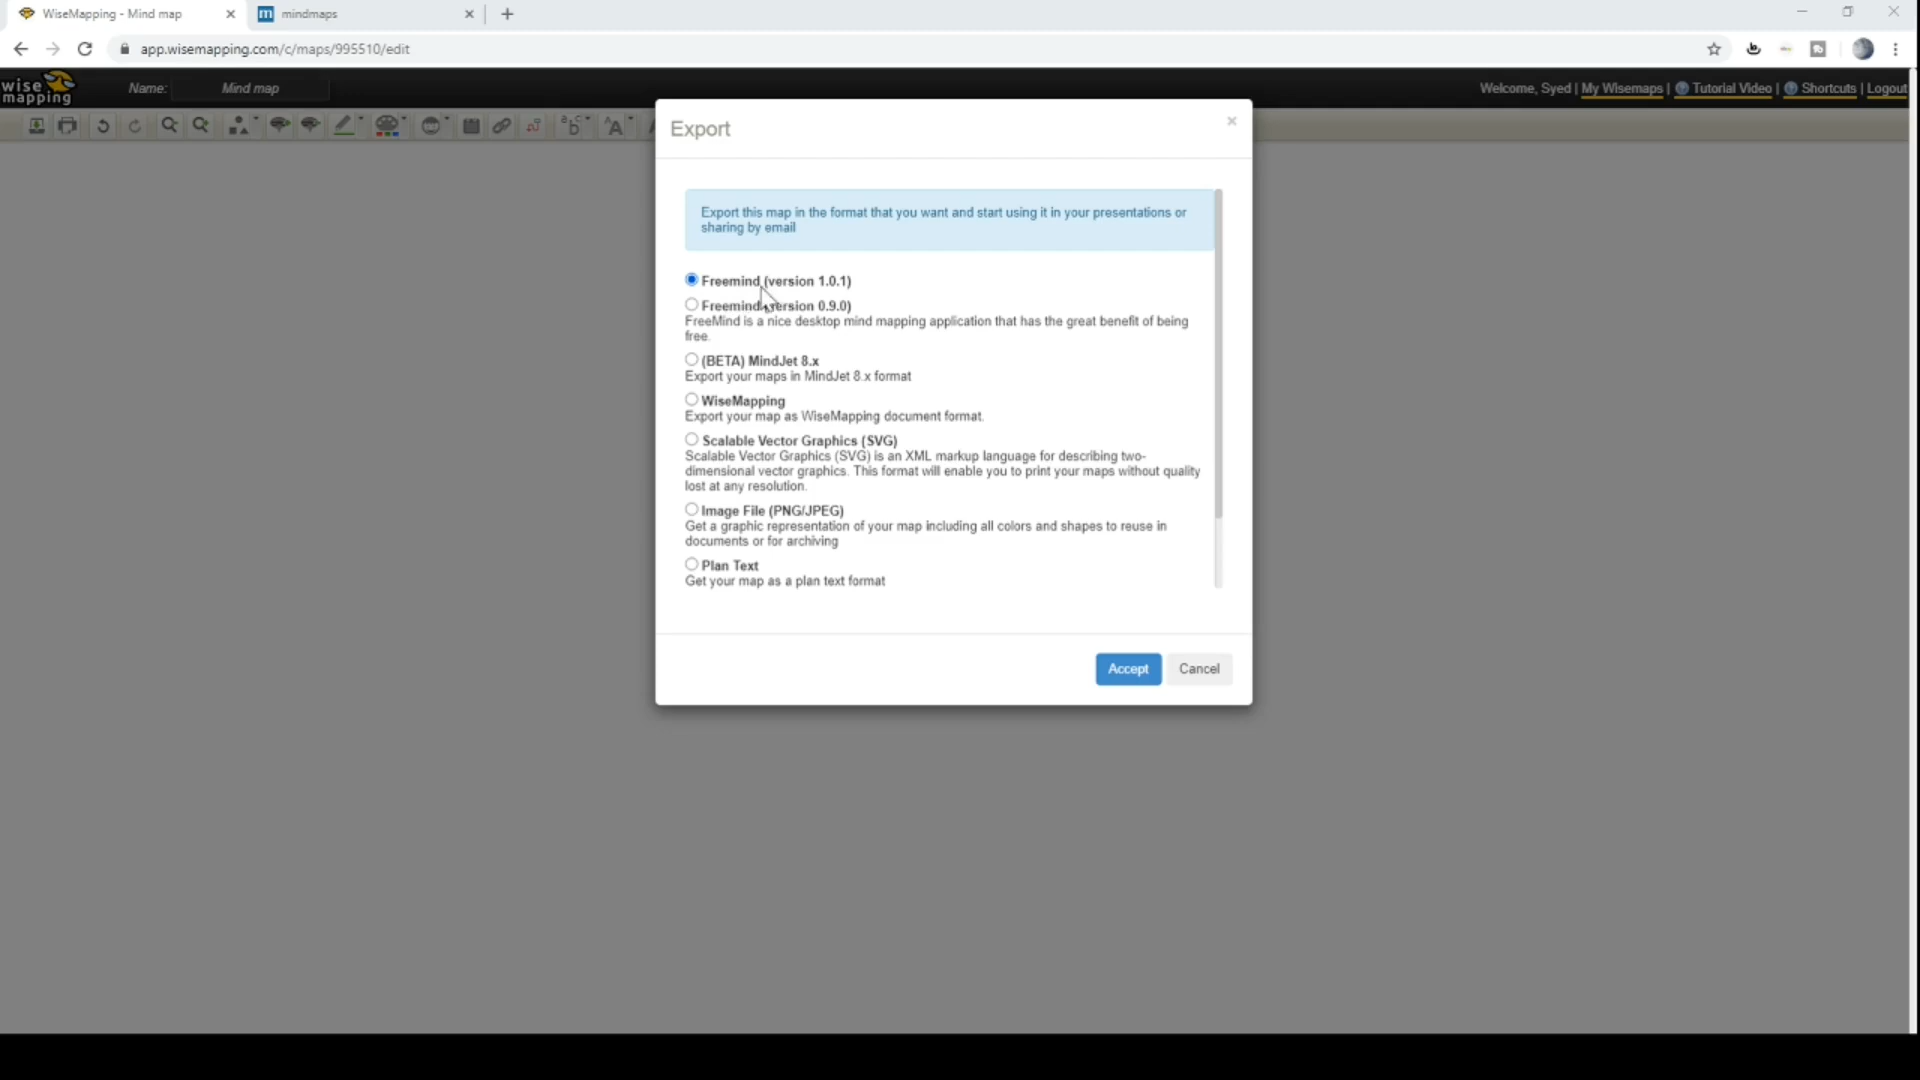 WiseMapping - Mind map
mindmaps
app.wisemapping.com/c/maps/995510/edit
wise
mapping
Name:
Mind map
Welcome, Syed | My Wisemaps | Tutorial Video | Shortcuts | Logout
Export
Export this map in the format that you want and start using it in your presentations or
sharing by email
Freemind (version 1.0.1)
Freemind (version 0.9.0)
FreeMind is a nice desktop mind mapping application that has the great benefit of being
free.
(BETA) MindJet 8.x
Export your maps in MindJet 8.x format
WiseMapping
Export your map as WiseMapping document format.
Scalable Vector Graphics (SVG)
Scalable Vector Graphics (SVG) is an XML markup language for describing two-
dimensional vector graphics. This format will enable you to print your maps without quality
lost at any resolution.
Image File (PNG/JPEG)
Get a graphic representation of your map including all colors and shapes to reuse in
documents or for archiving
Plan Text
Get your map as a plan text format
Accept
Cancel